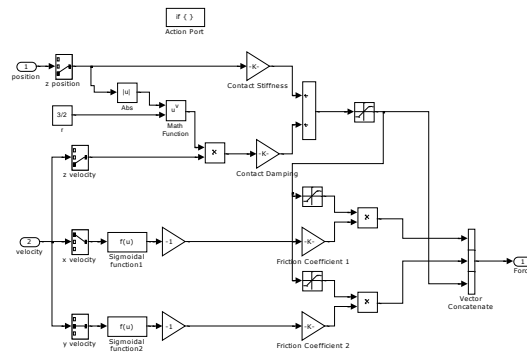 if { }
Action Port
1
position
z position
-K-
Contact Stiffness
|u|
Abs
u^v
Math
Function
3/2
r
×
-K-
Contact Damping
+
+
z velocity
2
velocity
x velocity
f(u)
Sigmoidal
function1
-1
-K-
Friction Coefficient 1
×
y velocity
f(u)
Sigmoidal
function2
-1
-K-
Friction Coefficient 2
×
Vector
Concatenate
1
Forc